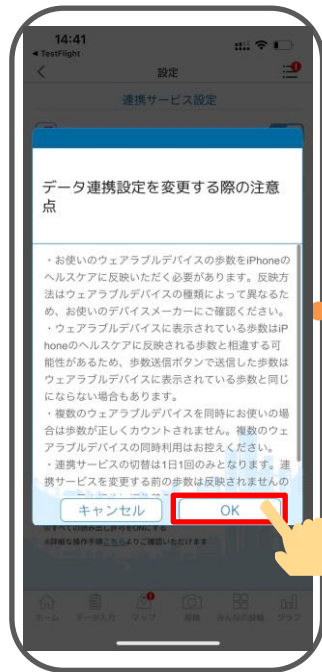 14:41
◀ TestFlight
設定
連携サービス設定
データ連携設定を変更する際の注意
点
・お使いのウェアラブルデバイスの歩数をiPhoneの
ヘルスケアに反映いただく必要があります。反映方
法はウェアラブルデバイスの種類によって異なるた
め、お使いのデバイスメーカーにご確認ください。
・ウェアラブルデバイスに表示されている歩数はiP
honeのヘルスケアに反映される歩数と相違する可
能性があるため、歩数送信ボタンで送信した歩数は
ウェアラブルデバイスに表示されている歩数と同じ
にならない場合もあります。
・複数のウェアラブルデバイスを同時にお使いの場
合は歩数が正しくカウントされません。複数のウェ
アラブルデバイスの同時利用はお控えください。
・連携サービスの切替は1日1回のみとなります。連
携サービスを変更する前の歩数は反映されませんの
キャンセル OK
※すべての読み出し許可をONにする
※詳細な操作手順こちらよりご確認いただけます
ホーム データ入力 マップ 投稿 みんなの投稿 グラフ